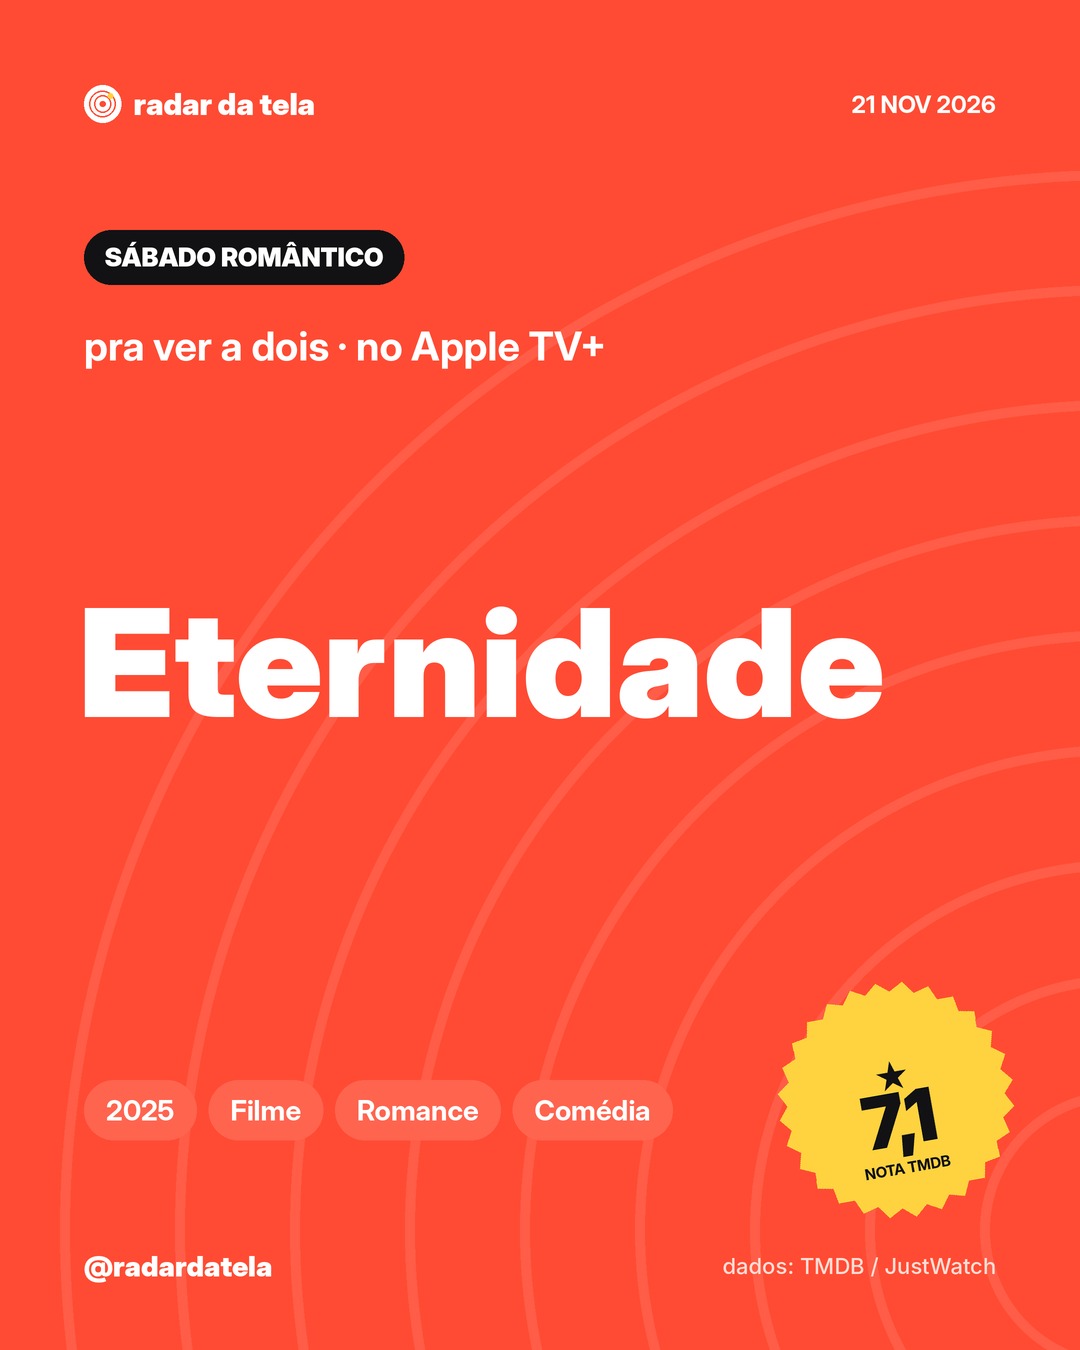 radar da tela
21 NOV 2026
SÁBADO ROMÂNTICO
pra ver a dois · no Apple TV+
Eternidade
2025
Filme
Romance
Comédia
★
7,1
NOTA TMDB
@radardatela
dados: TMDB / JustWatch